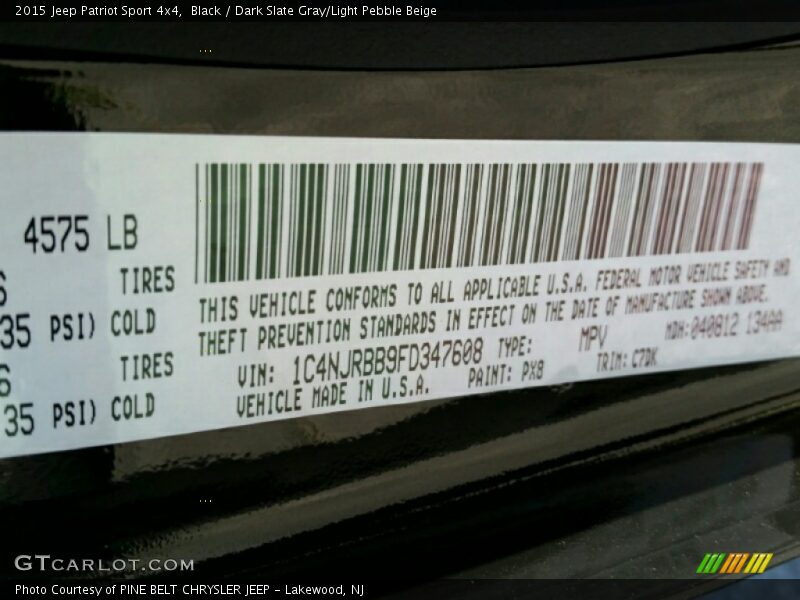 2015 Jeep Patriot Sport 4x4, Black / Dark Slate Gray/Light Pebble Beige
4575 LB
6 TIRES
35 PSI) COLD
6 TIRES
35 PSI) COLD
THIS VEHICLE CONFORMS TO ALL APPLICABLE U.S.A. FEDERAL MOTOR VEHICLE SAFETY AND
THEFT PREVENTION STANDARDS IN EFFECT ON THE DATE OF MANUFACTURE SHOWN ABOVE.
VIN: 1C4NJRBB9FD347608 TYPE: MPV MDH:040812 134AA
VEHICLE MADE IN U.S.A. PAINT: PX8 TRIM: C7DK
GTCARLOT.COM
Photo Courtesy of PINE BELT CHRYSLER JEEP - Lakewood, NJ